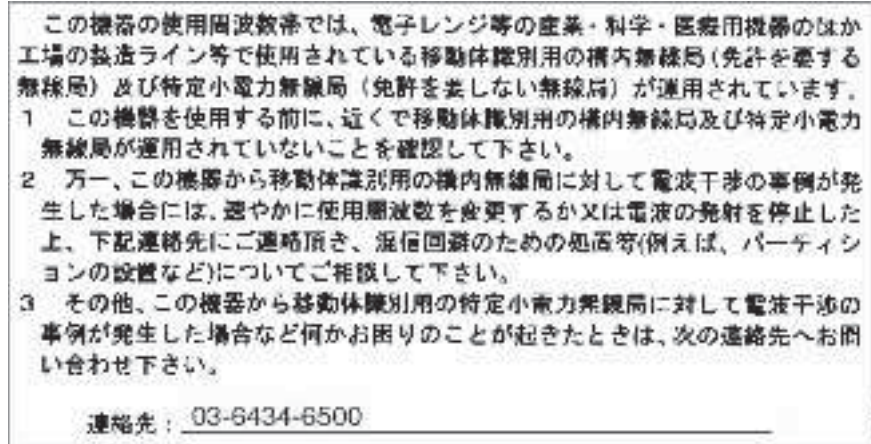 この機器の使用周波数帯では、電子レンジ等の産業・科学・医療用機器のほか
工場の製造ライン等で使用されている移動体識別用の構内無線局(免許を要する
無線局)及び特定小電力無線局(免許を要しない無線局)が運用されています。
1 この機器を使用する前に、近くで移動体識別用の構内無線局及び特定小電力
無線局が運用されていないことを確認して下さい。
2 万一、この機器から移動体識別用の構内無線局に対して電波干渉の事例が発
生した場合には、速やかに使用周波数を変更するか又は電波の発射を停止した
上、下記連絡先にご連絡頂き、混信回避のための処置等(例えば、パーティシ
ョンの設置など)についてご相談して下さい。
3 その他、この機器から移動体識別用の特定小電力無線局に対して電波干渉の
事例が発生した場合など何かお困りのことが起きたときは、次の連絡先へお問
い合わせ下さい。
連絡先:03-6434-6500